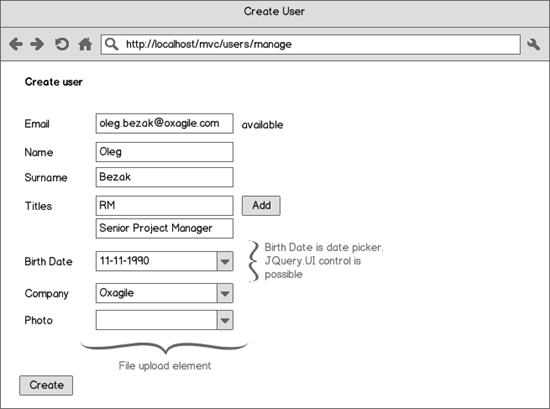 Create User
http://localhost/mvc/users/manage
Create user
Email oleg.bezak@oxagile.com available
Name Oleg
Surname Bezak
Titles RM Add
Senior Project Manager
Birth Date 11-11-1990
Birth Date is date picker.
JQuery.UI control is
possible
Company Oxagile
Photo
File upload element
Create